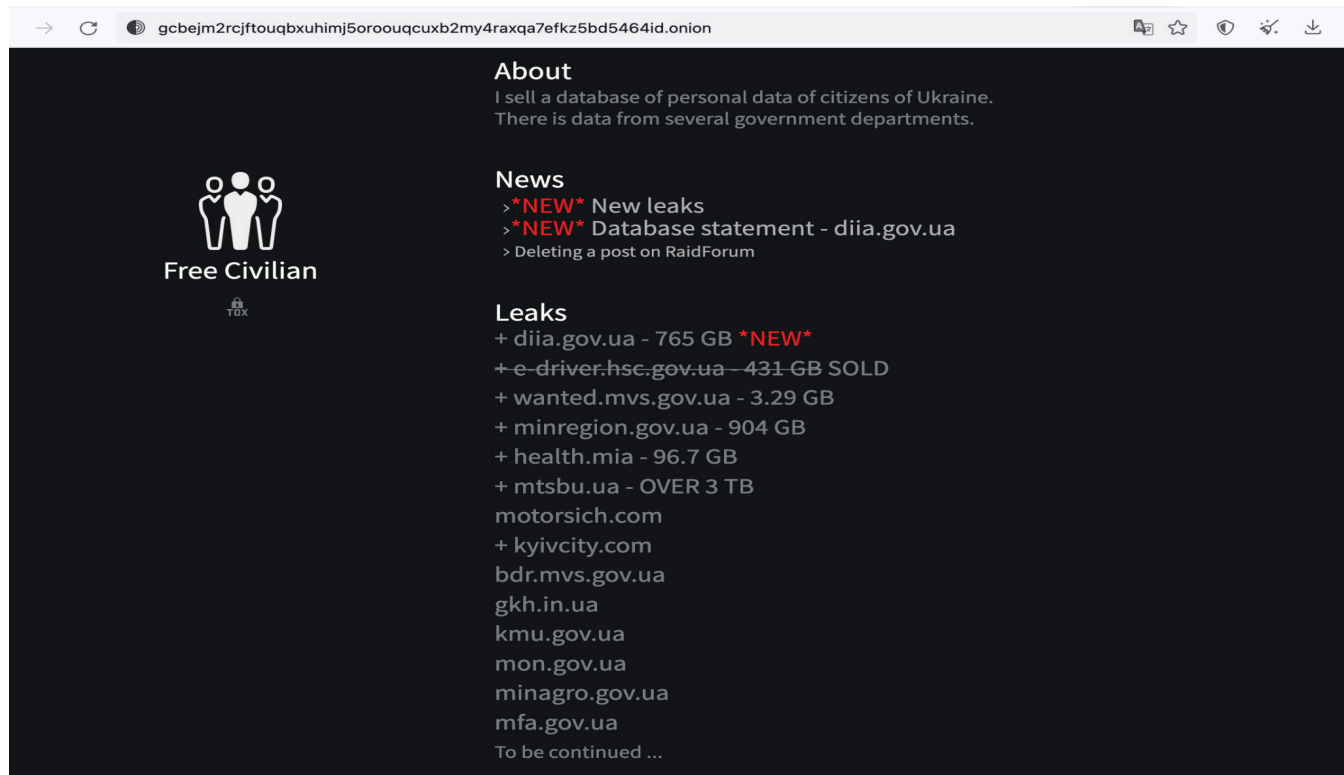 gcbejm2rcjftouqbxuhimj5oroouqcuxb2my4raxqa7efkz5bd5464id.onion
Free Civilian
TOX
About
I sell a database of personal data of citizens of Ukraine.
There is data from several government departments.
News
>*NEW* New leaks
>*NEW* Database statement - diia.gov.ua
> Deleting a post on RaidForum
Leaks
+ diia.gov.ua - 765 GB *NEW*
+ e-driver.hsc.gov.ua - 431 GB SOLD
+ wanted.mvs.gov.ua - 3.29 GB
+ minregion.gov.ua - 904 GB
+ health.mia - 96.7 GB
+ mtsbu.ua - OVER 3 TB
motorsich.com
+ kyivcity.com
bdr.mvs.gov.ua
gkh.in.ua
kmu.gov.ua
mon.gov.ua
minagro.gov.ua
mfa.gov.ua
To be continued ...